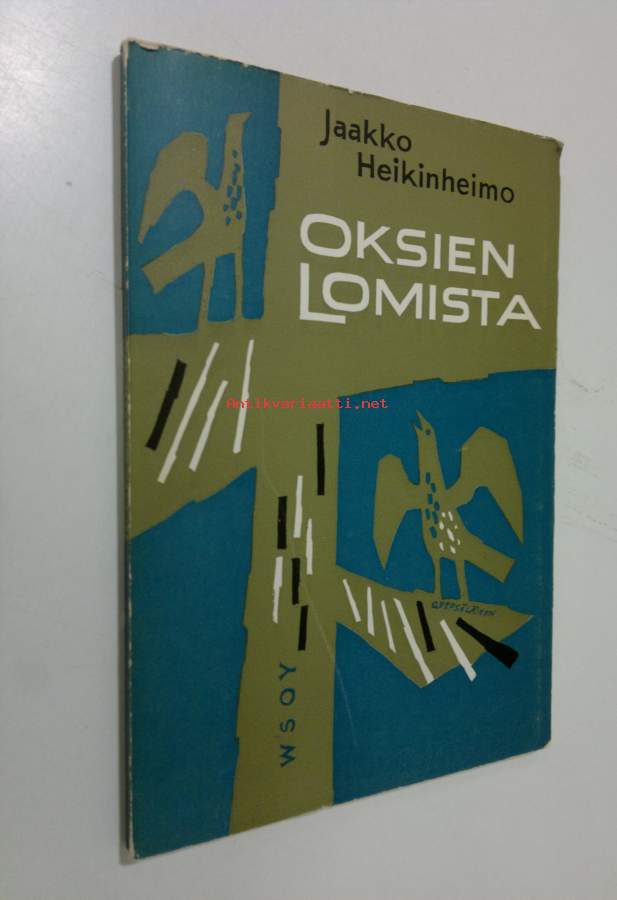 Jaakko
Heikinheimo
OKSIEN
LOMISTA
Antikvariaatti.net
WSOY